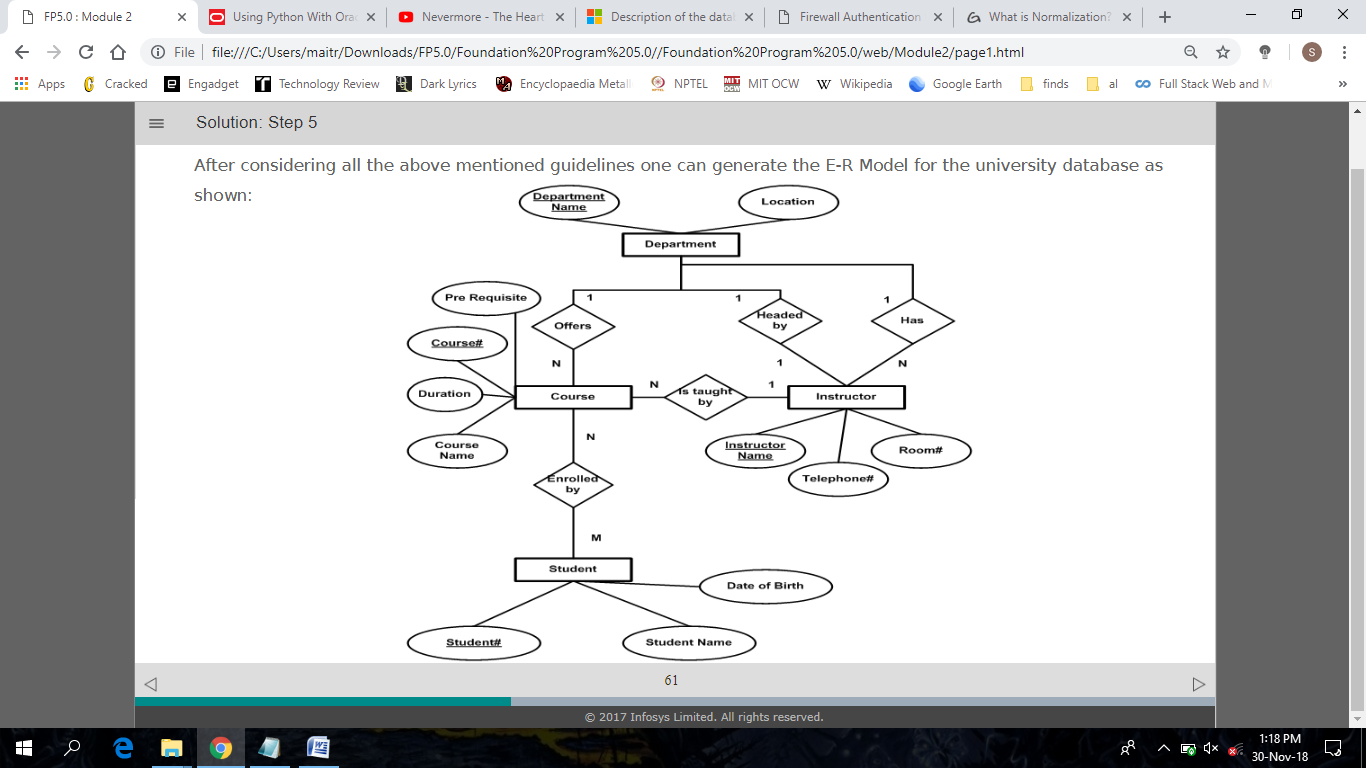 FP5.0 : Module 2
Using Python With Orac
Nevermore - The Heart
Description of the datab
Firewall Authentication
What is Normalization?
File
file:///C:/Users/maitr/Downloads/FP5.0/Foundation%20Program%205.0//Foundation%20Program%205.0/web/Module2/page1.html
S
Apps
Cracked
Engadget
Technology Review
Dark Lyrics
Encyclopaedia Metall
NPTEL
MIT OCW
Wikipedia
Google Earth
finds
al
Full Stack Web and M
»
Solution: Step 5
After considering all the above mentioned guidelines one can generate the E-R Model for the university database as
shown:
Department
Name
Location
Department
Pre Requisite
1
1
1
Offers
Headed
by
Has
Course#
N
1
N
Duration
Course
N
Is taught
by
1
Instructor
Course
Name
N
Instructor
Name
Room#
Telephone#
Enrolled
by
M
Student
Date of Birth
Student#
Student Name
61
© 2017 Infosys Limited. All rights reserved.
1:18 PM
30-Nov-18